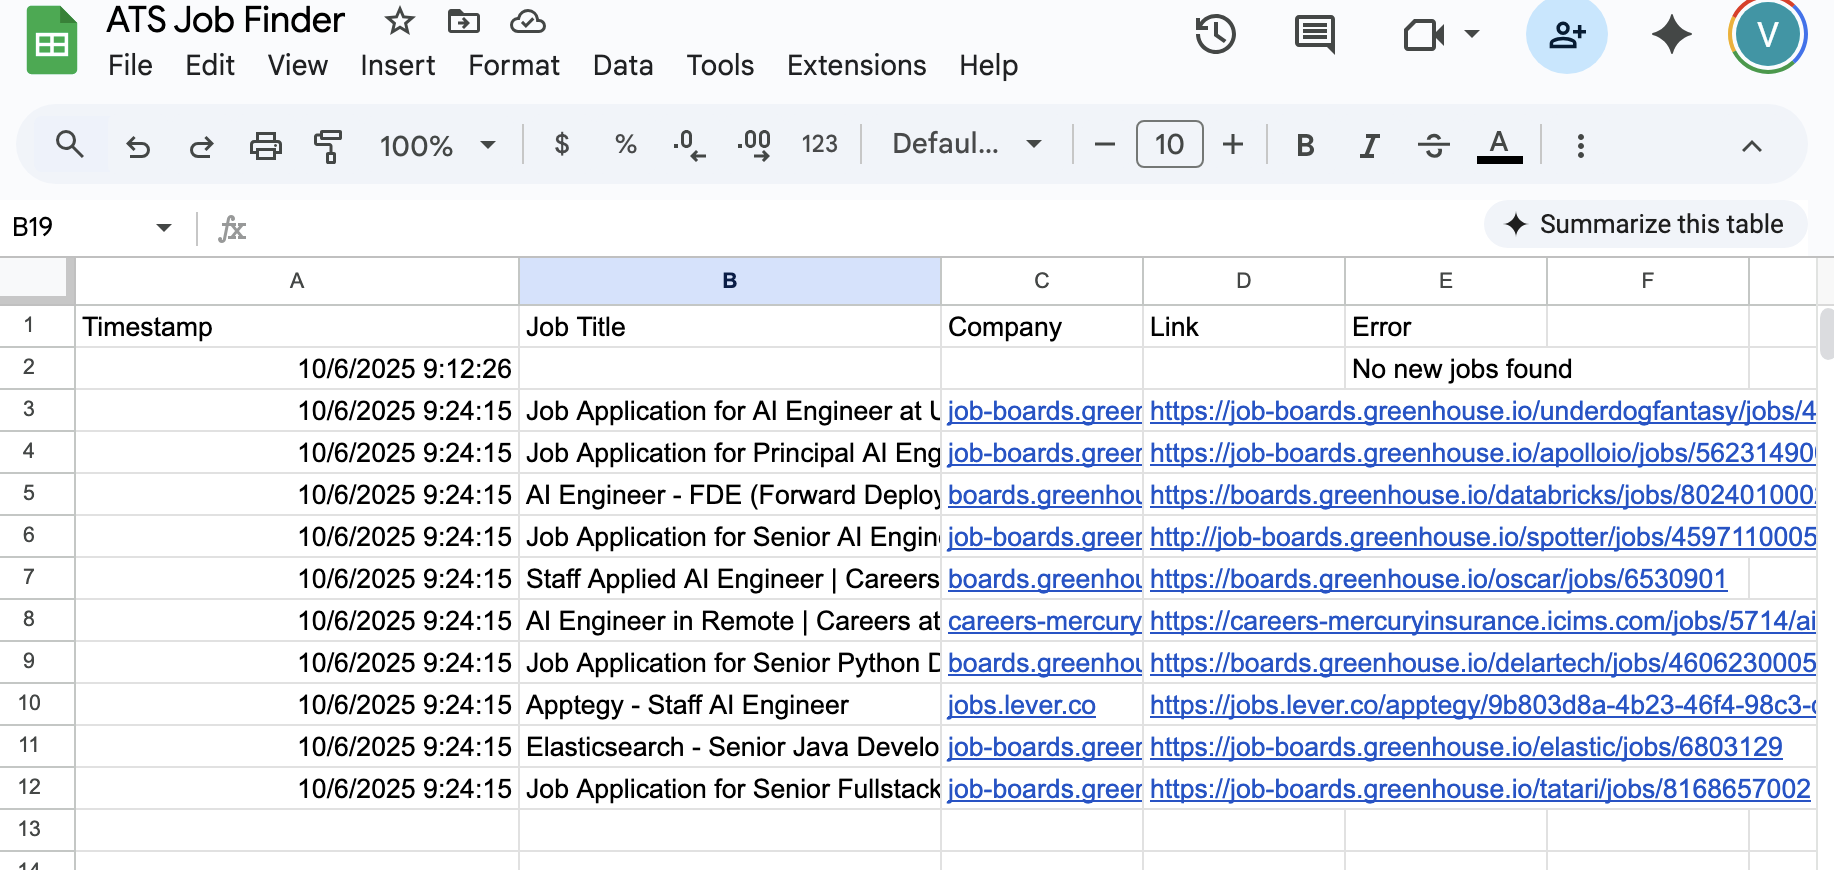 ATS Job Finder
File Edit View Insert Format Data Tools Extensions Help
V
100% $ % .0 .00 123 Defaul... 10 B I S A
B19 fx Summarize this table
A B C D E F
1 Timestamp Job Title Company Link Error
2 10/6/2025 9:12:26 No new jobs found
3 10/6/2025 9:24:15 Job Application for AI Engineer at job-boards.green https://job-boards.greenhouse.io/underdogfantasy/jobs/4
4 10/6/2025 9:24:15 Job Application for Principal AI Eng job-boards.green https://job-boards.greenhouse.io/apolloio/jobs/562314900
5 10/6/2025 9:24:15 AI Engineer - FDE (Forward Deploy boards.greenhou https://boards.greenhouse.io/databricks/jobs/8024010002
6 10/6/2025 9:24:15 Job Application for Senior AI Engin job-boards.green http://job-boards.greenhouse.io/spotter/jobs/4597110005
7 10/6/2025 9:24:15 Staff Applied AI Engineer | Careers boards.greenhou https://boards.greenhouse.io/oscar/jobs/6530901
8 10/6/2025 9:24:15 AI Engineer in Remote | Careers at careers-mercury https://careers-mercuryinsurance.icims.com/jobs/5714/ai
9 10/6/2025 9:24:15 Job Application for Senior Python D boards.greenhou https://boards.greenhouse.io/delartech/jobs/4606230005
10 10/6/2025 9:24:15 Apptegy - Staff AI Engineer jobs.lever.co https://jobs.lever.co/apptegy/9b803d8a-4b23-46f4-98c3-
11 10/6/2025 9:24:15 Elasticsearch - Senior Java Develo job-boards.green https://job-boards.greenhouse.io/elastic/jobs/6803129
12 10/6/2025 9:24:15 Job Application for Senior Fullstack job-boards.green https://job-boards.greenhouse.io/tatari/jobs/8168657002
13